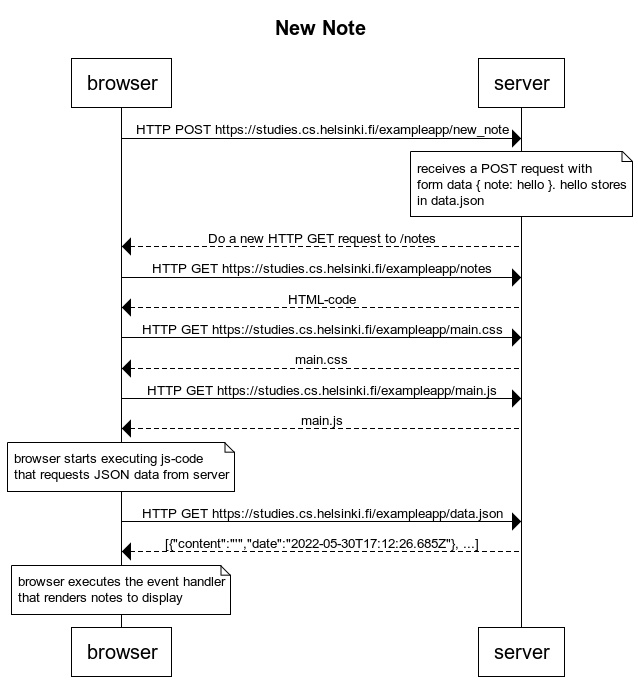 New Note
browser
server
HTTP POST https://studies.cs.helsinki.fi/exampleapp/new_note
receives a POST request with
form data { note: hello }. hello stores
in data.json
Do a new HTTP GET request to /notes
HTTP GET https://studies.cs.helsinki.fi/exampleapp/notes
HTML-code
HTTP GET https://studies.cs.helsinki.fi/exampleapp/main.css
main.css
HTTP GET https://studies.cs.helsinki.fi/exampleapp/main.js
main.js
browser starts executing js-code
that requests JSON data from server
HTTP GET https://studies.cs.helsinki.fi/exampleapp/data.json
[{"content":"'","date":"2022-05-30T17:12:26.685Z"}, ...]
browser executes the event handler
that renders notes to display
browser
server